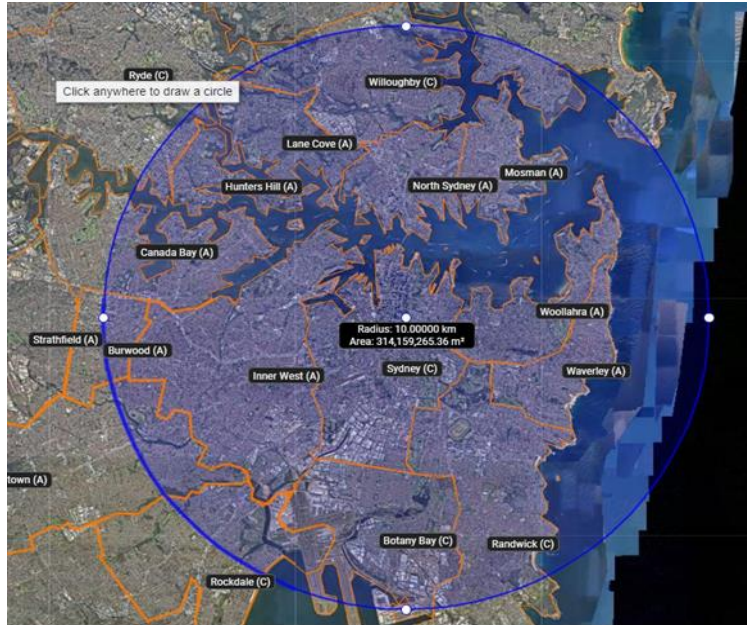 Ryde (C)
Willoughby (C)
Click anywhere to draw a circle
Lane Cove (A)
Mosman (A)
Hunters Hill (A)
North Sydney (A)
Canada Bay (A)
Woollahra (A)
Radius: 10.00000 km
Area: 314,159,265.36 m²
Strathfield (A)
Burwood (A)
Inner West (A)
Sydney (C)
Waverley (A)
town (A)
Botany Bay (C)
Randwick (C)
Rockdale (C)